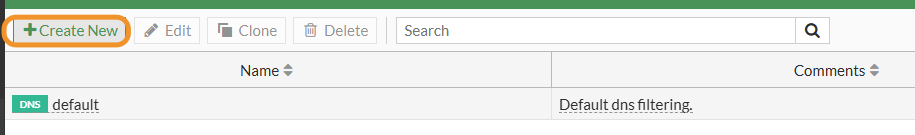 Create New Edit Clone Delete Search
Name Comments
DNS default Default dns filtering.